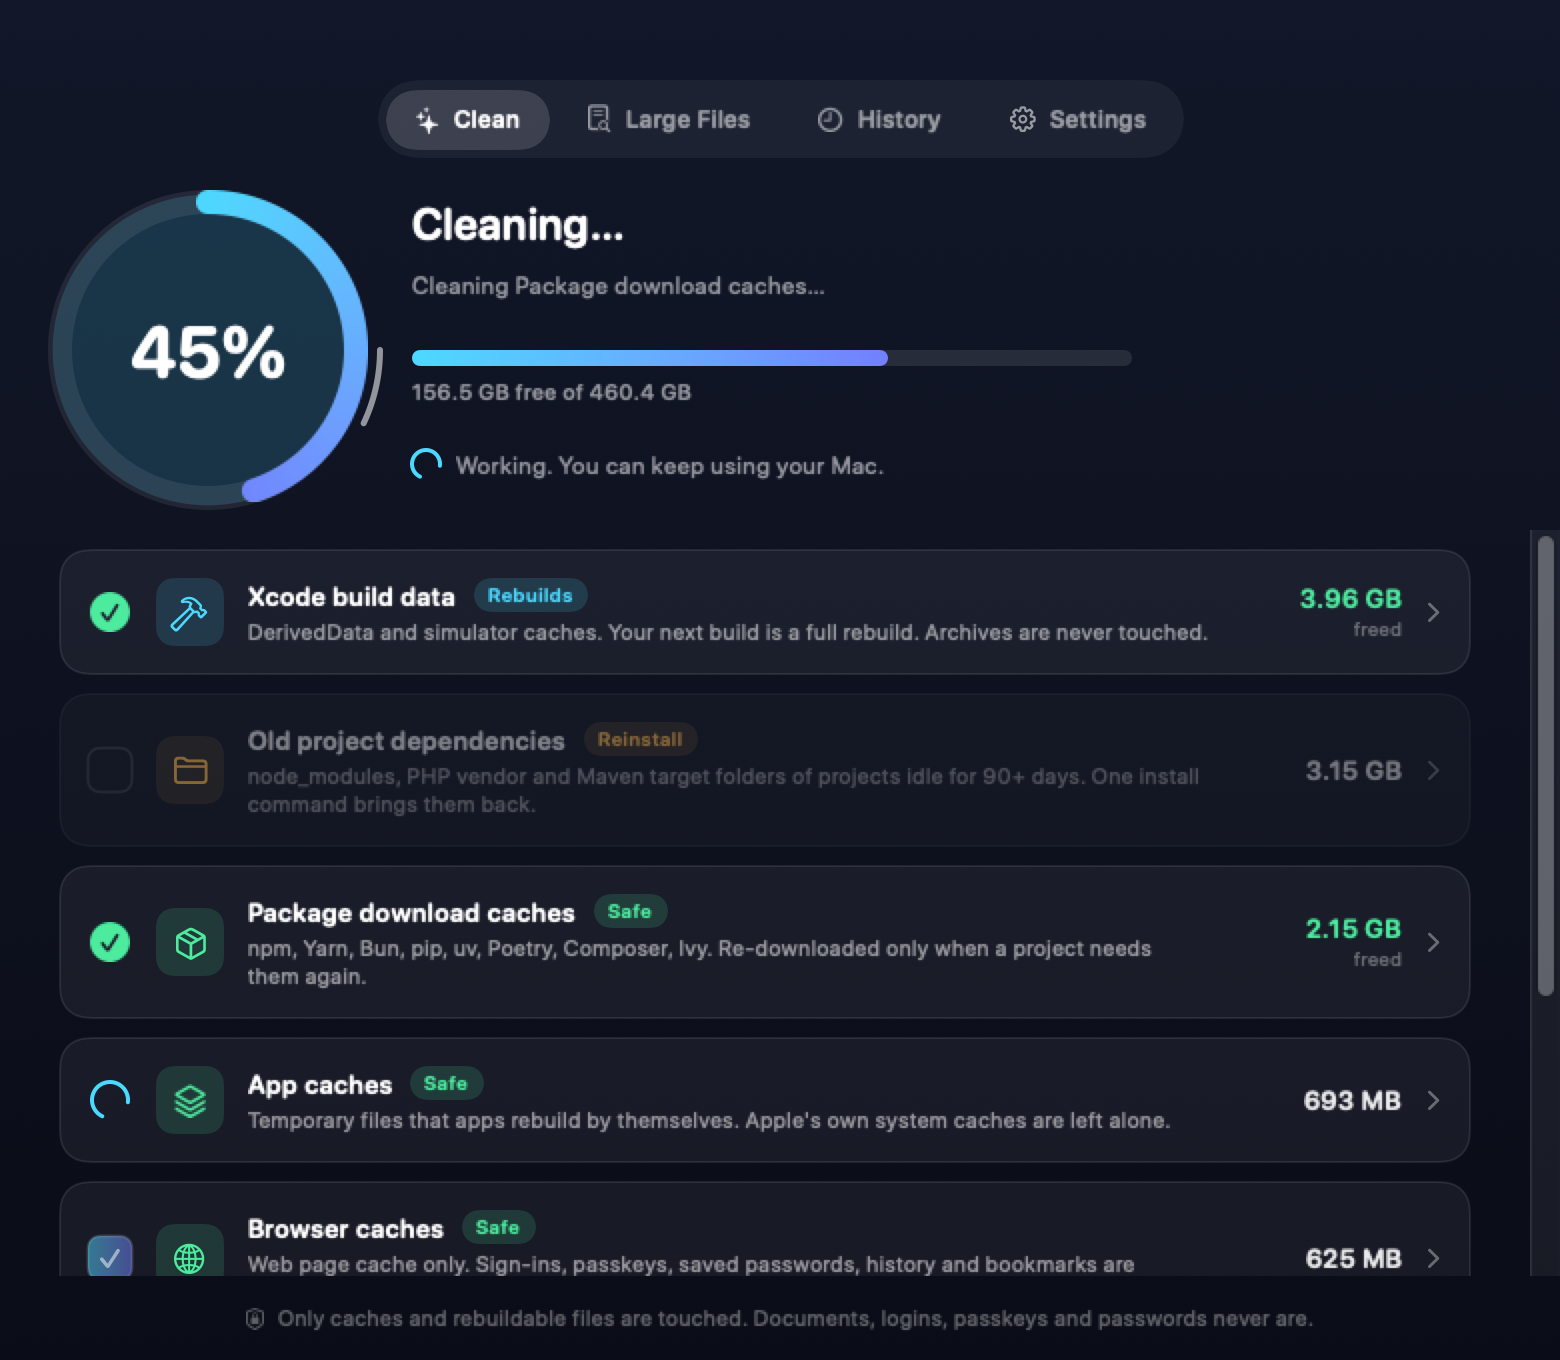 Clean
Large Files
History
Settings
45%
Cleaning...
Cleaning Package download caches...
156.5 GB free of 460.4 GB
Working. You can keep using your Mac.
Xcode build data
Rebuilds
DerivedData and simulator caches. Your next build is a full rebuild. Archives are never touched.
3.96 GB
freed
Old project dependencies
Reinstall
node_modules, PHP vendor and Maven target folders of projects idle for 90+ days. One install
command brings them back.
3.15 GB
Package download caches
Safe
npm, Yarn, Bun, pip, uv, Poetry, Composer, Ivy. Re-downloaded only when a project needs
them again.
2.15 GB
freed
App caches
Safe
Temporary files that apps rebuild by themselves. Apple's own system caches are left alone.
693 MB
Browser caches
Safe
Web page cache only. Sign-ins, passkeys, saved passwords, history and bookmarks are
625 MB
Only caches and rebuildable files are touched. Documents, logins, passkeys and passwords never are.